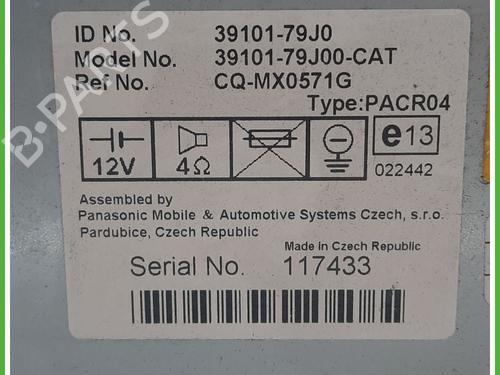 ID No. 39101-79J0
Model No. 39101-79J00-CAT
Ref No. CQ-MX0571G
Type:PACR04
12V 4Ω e13
022442
Assembled by
Panasonic Mobile & Automotive Systems Czech, s.r.o.
Pardubice, Czech Republic
Made in Czech Republic
Serial No. 117433
B-PARTS